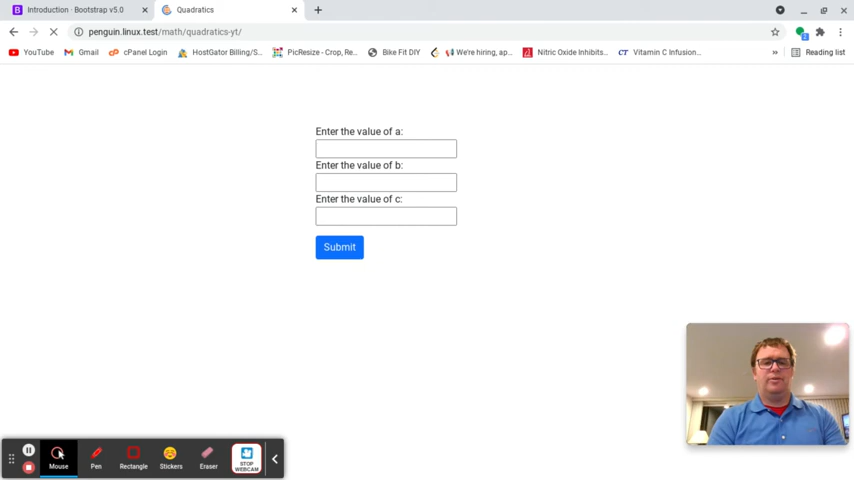 Introduction · Bootstrap v5.0
Quadratics
penguin.linux.test/math/quadratics-yt/
YouTube
Gmail
cPanel Login
HostGator Billing/S...
PicResize - Crop, Re...
Bike Fit DIY
We're hiring, ap...
Nitric Oxide Inhibits...
CT Vitamin C Infusion...
»
Reading list
Enter the value of a:
Enter the value of b:
Enter the value of c:
Submit
Mouse
Pen
Rectangle
Stickers
Eraser
STOP
WEBCAM